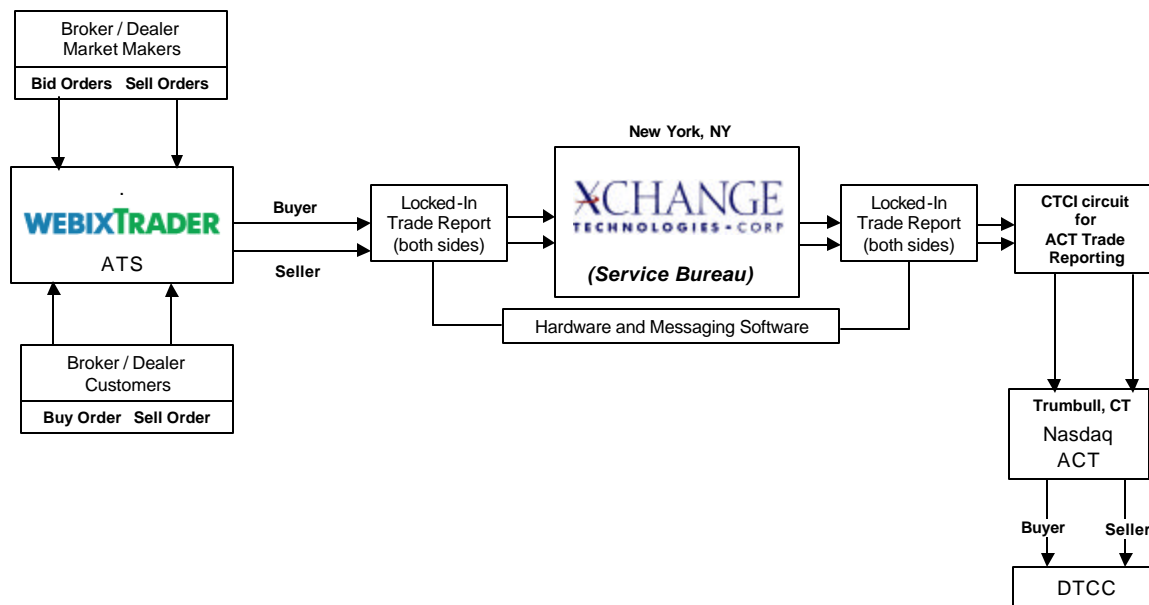 Broker / Dealer
Market Makers
Bid Orders Sell Orders
.
WEBIXTRADER
ATS
Broker / Dealer
Customers
Buy Order Sell Order
Buyer
Seller
Locked-In
Trade Report
(both sides)
New York, NY
XCHANGE
TECHNOLOGIES • CORP
(Service Bureau)
Hardware and Messaging Software
Locked-In
Trade Report
(both sides)
CTCI circuit
for
ACT Trade
Reporting
Trumbull, CT
Nasdaq
ACT
Buyer
Seller
DTCC